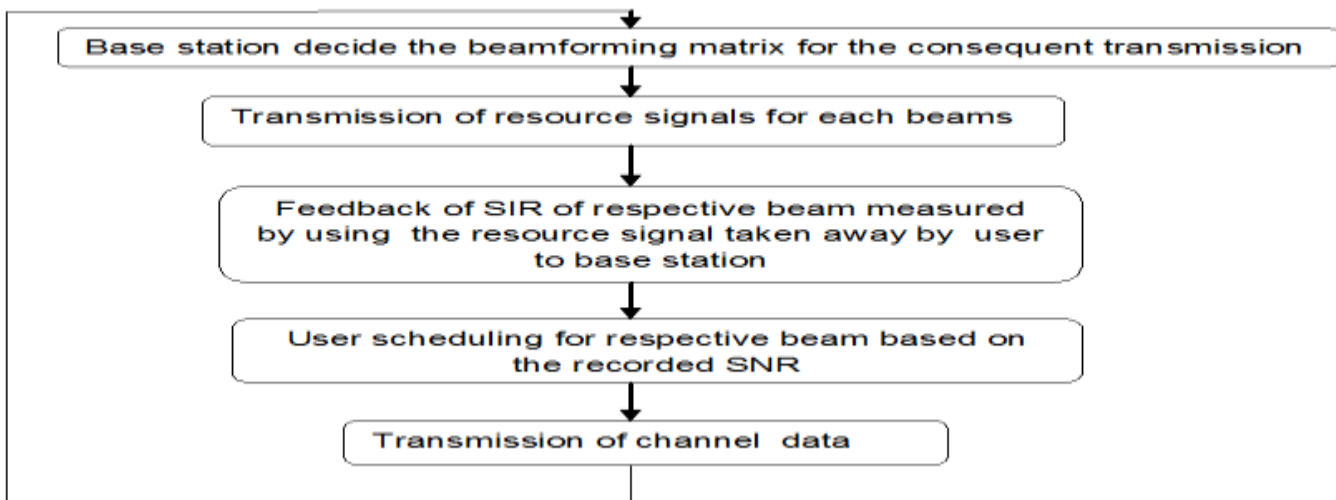 Base station decide the beamforming matrix for the consequent transmission
Transmission of resource signals for each beams
Feedback of SIR of respective beam measured
by using the resource signal taken away by user
to base station
User scheduling for respective beam based on
the recorded SNR
Transmission of channel data